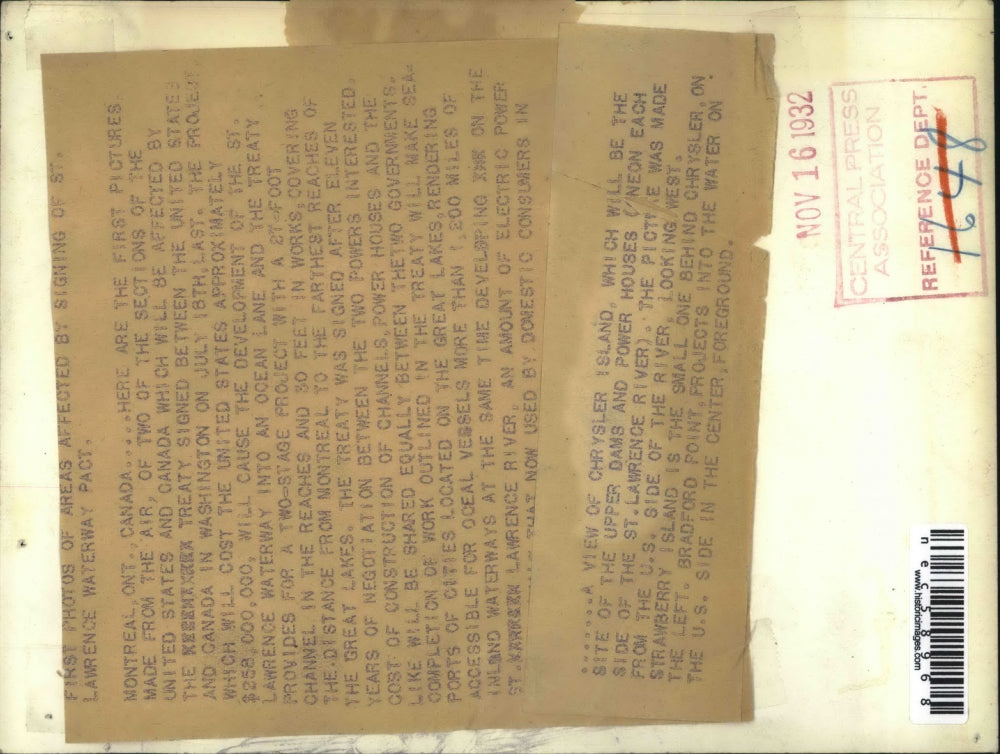 FIRST PHOTOS OF AREAS AFFECTED BY SIGNING OF ST.
LAWRENCE WATERWAY PACT.
MONTREAL, ONT., CANADA.....HERE ARE THE FIRST PICTURES
MADE FROM THE AIR, OF TWO OF THE SECTIONS OF THE
UNITED STATES AND CANADA WHICH WILL BE AFFECTED BY
THE TREATY SIGNED BETWEEN THE UNITED STATES
AND CANADA IN WASHINGTON ON JULY 18TH, LAST. THE PROJECT
WHICH WILL COST THE UNITED STATES APPROXIMATELY
$258,000,000, WILL CAUSE THE DEVELOPMENT OF THE ST.
LAWRENCE WATERWAY INTO AN OCEAN LANE AND THE TREATY
PROVIDES FOR A TWO-STAGE PROJECT WITH A 27-FOOT
CHANNEL IN THE REACHES AND 30 FEET IN WORKS, COVERING
THE DISTANCE FROM MONTREAL TO THE FARTHEST REACHES OF
THE GREAT LAKES. THE TREATY WAS SIGNED AFTER ELEVEN
YEARS OF NEGOTIATION BETWEEN THE TWO POWERS INTERESTED.
COST OF CONSTRUCTION OF CHANNELS, POWER HOUSES AND THE
LIKE WILL BE SHARED EQUALLY BETWEEN THETWO GOVERNMENTS.
COMPLETION OF WORK OUTLINED IN THE TREATY WILL MAKE SEA-
PORTS OF CITIES LOCATED ON THE GREAT LAKES, RENDERING
ACCESSIBLE FOR OCEAL VESSELS MORE THAN 1,200 MILES OF
INLAND WATERWAYS AT THE SAME TIME DEVELOPING XXX ON THE
ST. LAWRENCE RIVER, AN AMOUNT OF ELECTRIC POWER
THAT NOW USED BY DOMESTIC CONSUMERS IN
........A VIEW OF CHRYSLER ISLAND, WHICH WILL BE THE
SITE OF THE UPPER DAMS AND POWER HOUSES (NEON EACH
SIDE OF THE ST.LAWRENCE RIVER). THE PICTURE WAS MADE
FROM THE U.S. SIDE OF THE RIVER, LOOKING WEST.
STRAWBERRY ISLAND IS THE SMALL ONE BEHIND CHRYSLER, ON
THE LEFT. BRADFORD POINT, PROJECTS INTO THE WATER ON
THE U.S. SIDE IN THE CENTER, FOREGROUND.
NOV 16 1932
CENTRAL PRESS
ASSOCIATION
REFERENCE DEPT.
1648
www.historicimages.com
nec58968